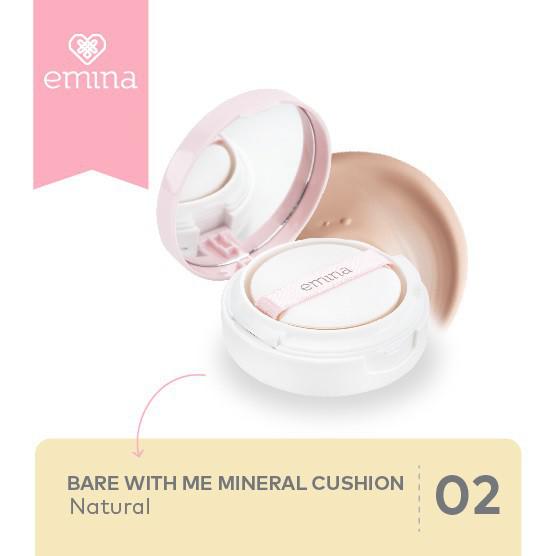 emina
emina
BARE WITH ME MINERAL CUSHION
Natural
02